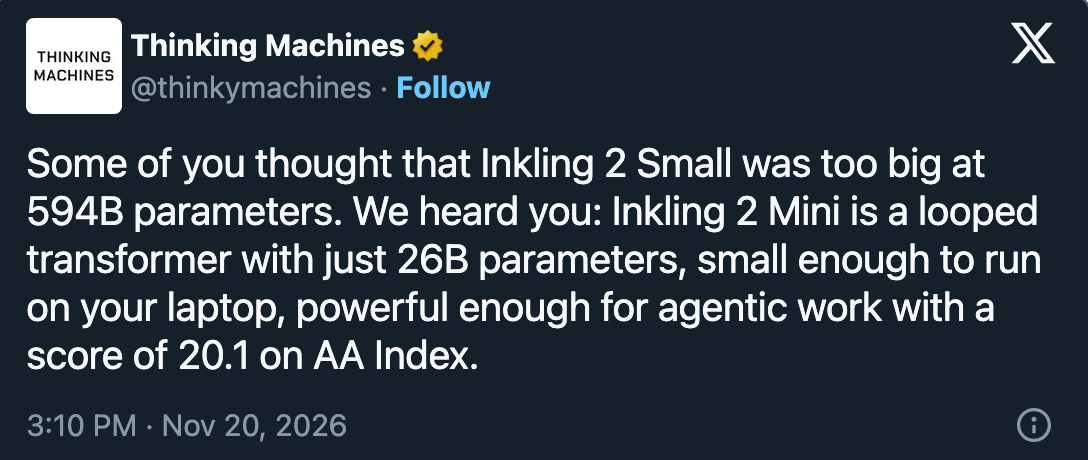 THINKING
MACHINES
Thinking Machines
@thinkymachines · Follow
Some of you thought that Inkling 2 Small was too big at
594B parameters. We heard you: Inkling 2 Mini is a looped
transformer with just 26B parameters, small enough to run
on your laptop, powerful enough for agentic work with a
score of 20.1 on AA Index.
3:10 PM · Nov 20, 2026